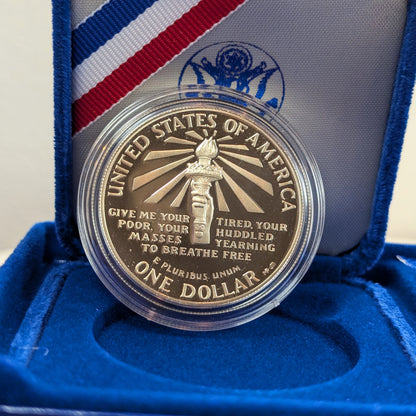 UNITED STATES OF AMERICA
GIVE ME YOUR TIRED, YOUR
POOR, YOUR HUDDLED
MASSES YEARNING
TO BREATHE FREE
E PLURIBUS UNUM
ONE DOLLAR